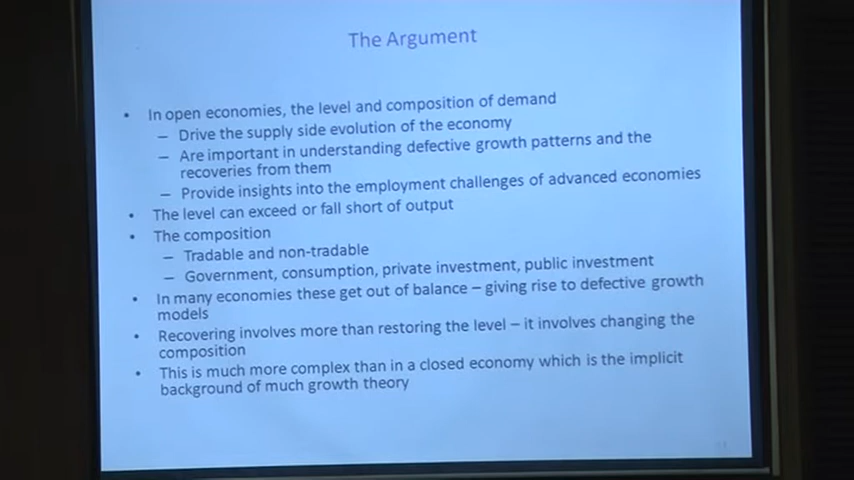 The Argument
• In open economies, the level and composition of demand
– Drive the supply side evolution of the economy
– Are important in understanding defective growth patterns and the
recoveries from them
– Provide insights into the employment challenges of advanced economies
• The level can exceed or fall short of output
• The composition
– Tradable and non-tradable
– Government, consumption, private investment, public investment
• In many economies these get out of balance – giving rise to defective growth
models
• Recovering involves more than restoring the level – it involves changing the
composition
• This is much more complex than in a closed economy which is the implicit
background of much growth theory